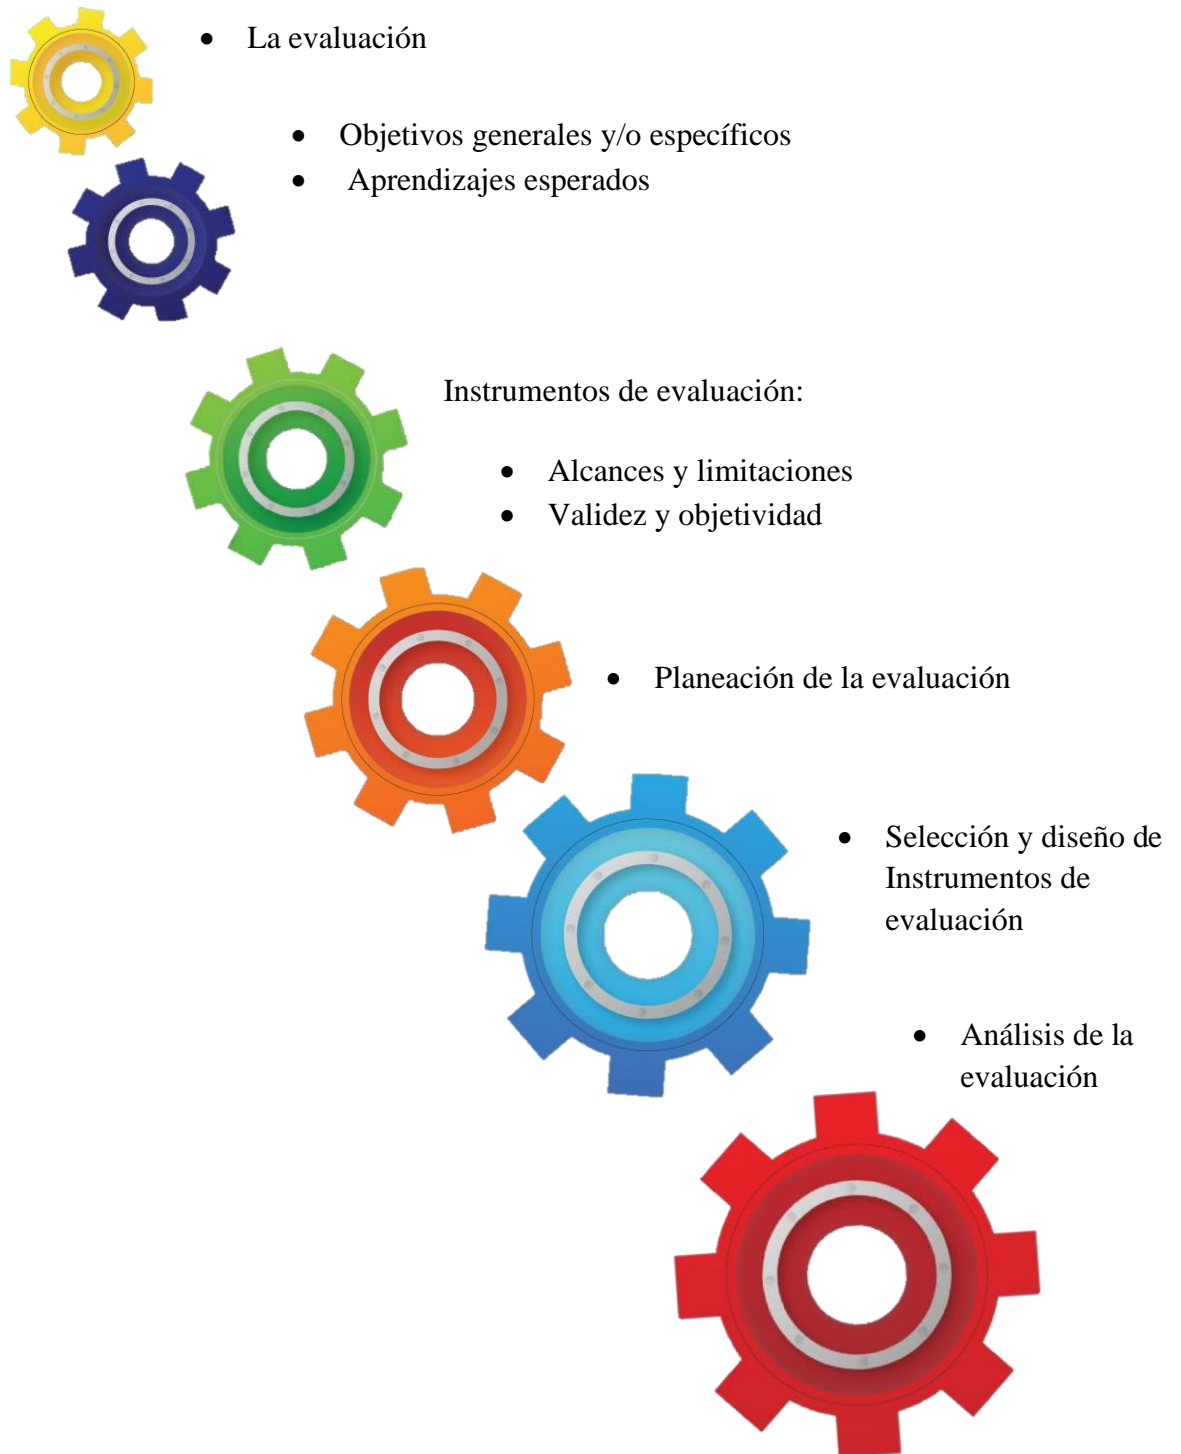 • La evaluación
• Objetivos generales y/o específicos
• Aprendizajes esperados
Instrumentos de evaluación:
• Alcances y limitaciones
• Validez y objetividad
• Planeación de la evaluación
• Selección y diseño de
Instrumentos de
evaluación
• Análisis de la
evaluación